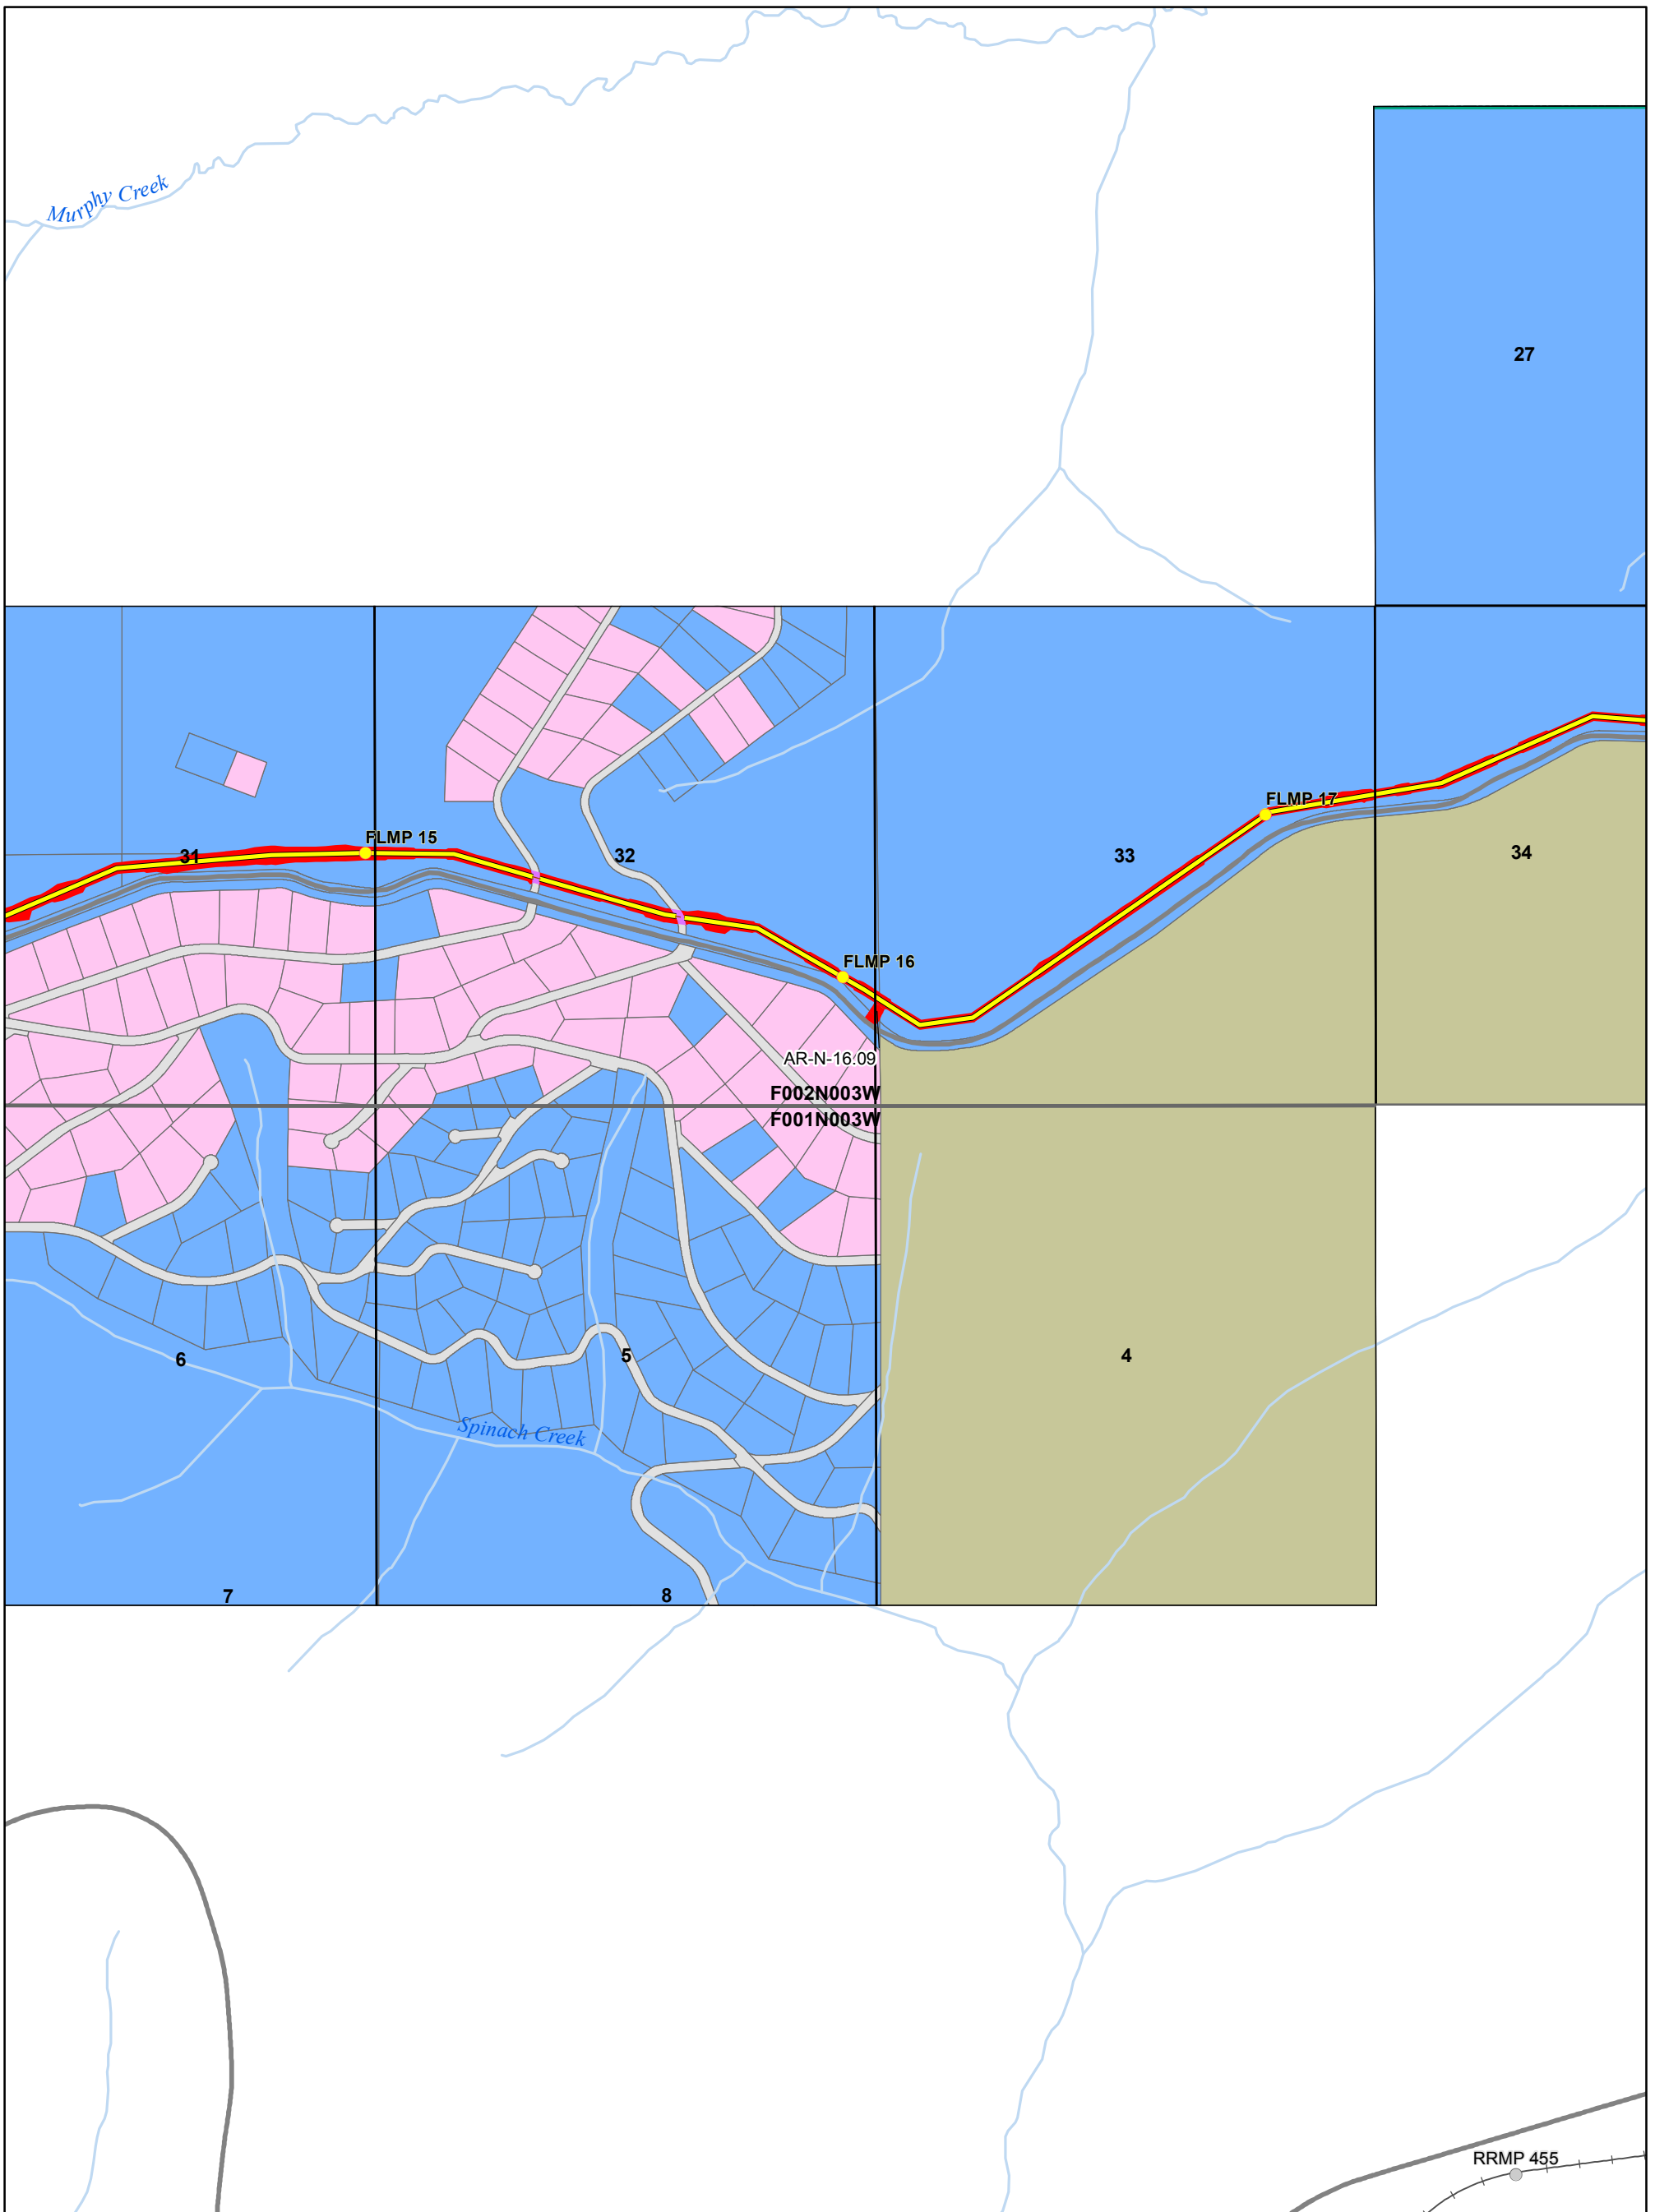 Murphy Creek
27
FLMP 17
FLMP 15
31
32
33
34
FLMP 16
AR-N-16.09
F002N003W
F001N003W
6
5
4
Spinach Creek
7
8
RRMP 455